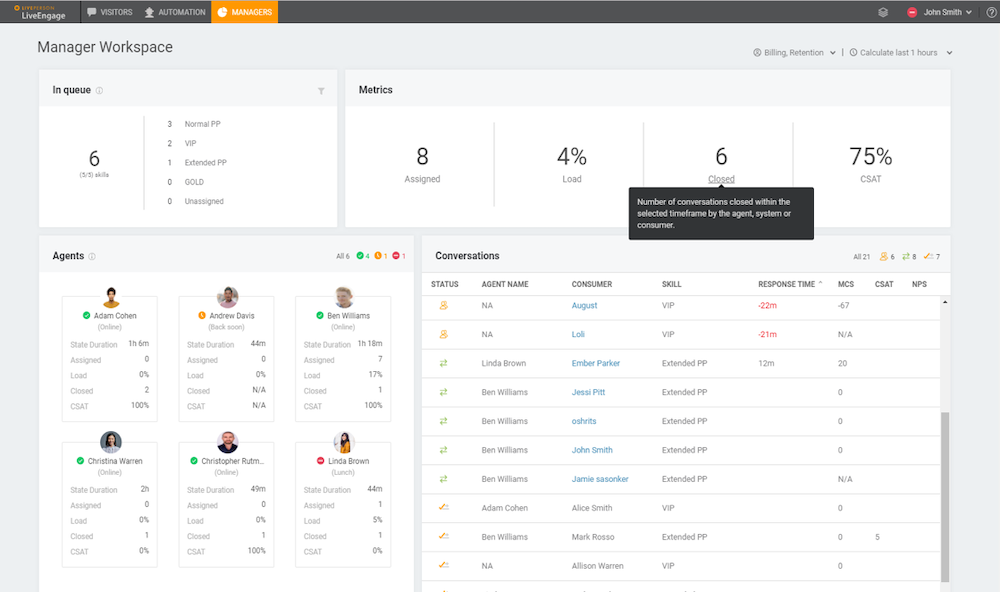 LIVEPERSON
LiveEngage
VISITORS
AUTOMATION
MANAGERS
John Smith
Manager Workspace
Billing, Retention | Calculate last 1 hours
In queue
6
(5/5) skills
3 Normal PP
2 VIP
1 Extended PP
0 GOLD
0 Unassigned
Metrics
8
Assigned
4%
Load
6
Closed
75%
CSAT
Number of conversations closed within the
selected timeframe by the agent, system or
consumer.
Agents
All 6 4 1 1
Adam Cohen
(Online)
State Duration 1h 6m
Assigned 0
Load 0%
Closed 2
CSAT 100%
Andrew Davis
(Back soon)
State Duration 44m
Assigned 0
Load 0%
Closed N/A
CSAT N/A
Ben Williams
(Online)
State Duration 1h 18m
Assigned 7
Load 17%
Closed 1
CSAT 100%
Christina Warren
(Online)
State Duration 2h
Assigned 0
Load 0%
Closed 1
CSAT 0%
Christopher Rutm...
(Online)
State Duration 49m
Assigned 0
Load 0%
Closed 1
CSAT 100%
Linda Brown
(Lunch)
State Duration 44m
Assigned 1
Load 5%
Closed 1
CSAT 0%
Conversations
All 21 6 8 7
STATUS AGENT NAME CONSUMER SKILL RESPONSE TIME MCS CSAT NPS
NA August VIP -22m -67
NA Loli VIP -21m N/A
Linda Brown Ember Parker Extended PP 12m 20
Ben Williams Jessi Pitt Extended PP 0
Ben Williams oshrits Extended PP 0
Ben Williams John Smith Extended PP 0
Ben Williams Jamie sasonker Extended PP N/A
Adam Cohen Alice Smith VIP 0
Ben Williams Mark Rosso Extended PP 0 5
NA Allison Warren VIP 0